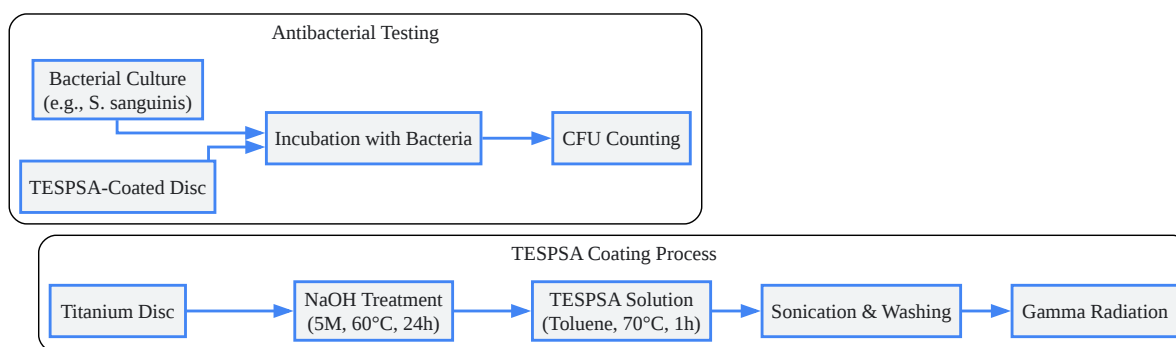 Antibacterial Testing
Bacterial Culture
(e.g., S. sanguinis)
Incubation with Bacteria
CFU Counting
TESPSA-Coated Disc
TESPSA Coating Process
Titanium Disc
NaOH Treatment
(5M, 60°C, 24h)
TESPSA Solution
(Toluene, 70°C, 1h)
Sonication & Washing
Gamma Radiation